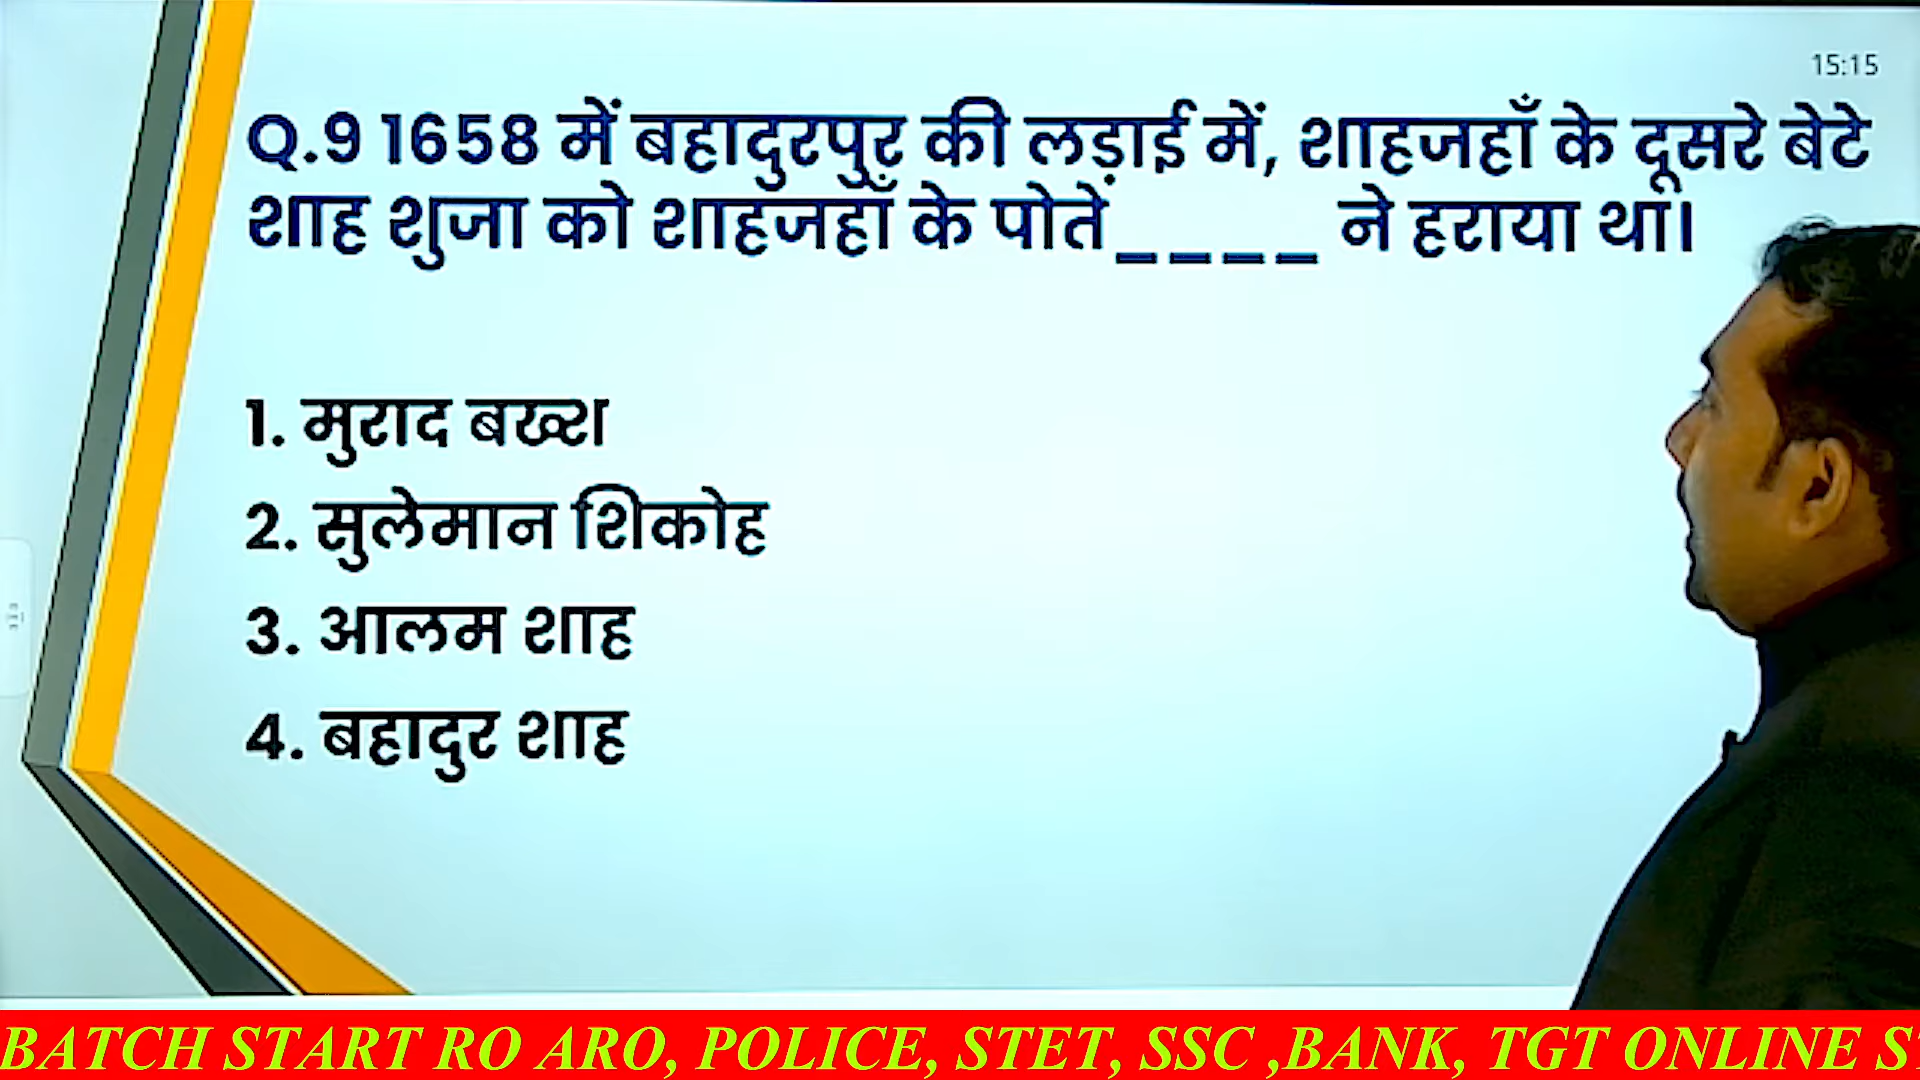 15:15
Q.9 1658 में बहादुरपुर की लड़ाई में, शाहजहाँ के दूसरे बेटे
शाह शुजा को शाहजहाँ के पोतें____ ने हराया था।
1. मुराद बख्श
2. सुलेमान शिकोह
3. आलम शाह
4. बहादुर शाह
BATCH START RO ARO, POLICE, STET, SSC ,BANK, TGT ONLINE